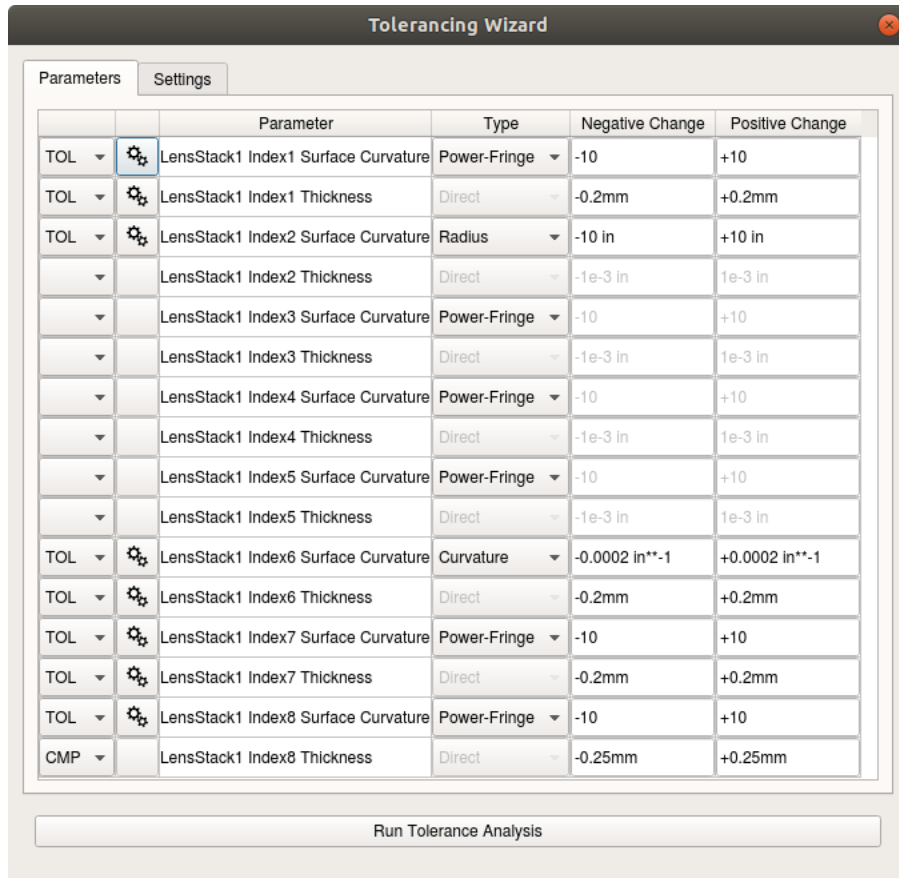 Tolerancing Wizard
Parameters Settings
Parameter Type Negative Change Positive Change
TOL LensStack1 Index1 Surface Curvature Power-Fringe -10 +10
TOL LensStack1 Index1 Thickness Direct -0.2mm +0.2mm
TOL LensStack1 Index2 Surface Curvature Radius -10 in +10 in
LensStack1 Index2 Thickness Direct -1e-3 in 1e-3 in
LensStack1 Index3 Surface Curvature Power-Fringe -10 +10
LensStack1 Index3 Thickness Direct -1e-3 in 1e-3 in
LensStack1 Index4 Surface Curvature Power-Fringe -10 +10
LensStack1 Index4 Thickness Direct -1e-3 in 1e-3 in
LensStack1 Index5 Surface Curvature Power-Fringe -10 +10
LensStack1 Index5 Thickness Direct -1e-3 in 1e-3 in
TOL LensStack1 Index6 Surface Curvature Curvature -0.0002 in**-1 +0.0002 in**-1
TOL LensStack1 Index6 Thickness Direct -0.2mm +0.2mm
TOL LensStack1 Index7 Surface Curvature Power-Fringe -10 +10
TOL LensStack1 Index7 Thickness Direct -0.2mm +0.2mm
TOL LensStack1 Index8 Surface Curvature Power-Fringe -10 +10
CMP LensStack1 Index8 Thickness Direct -0.25mm +0.25mm
Run Tolerance Analysis